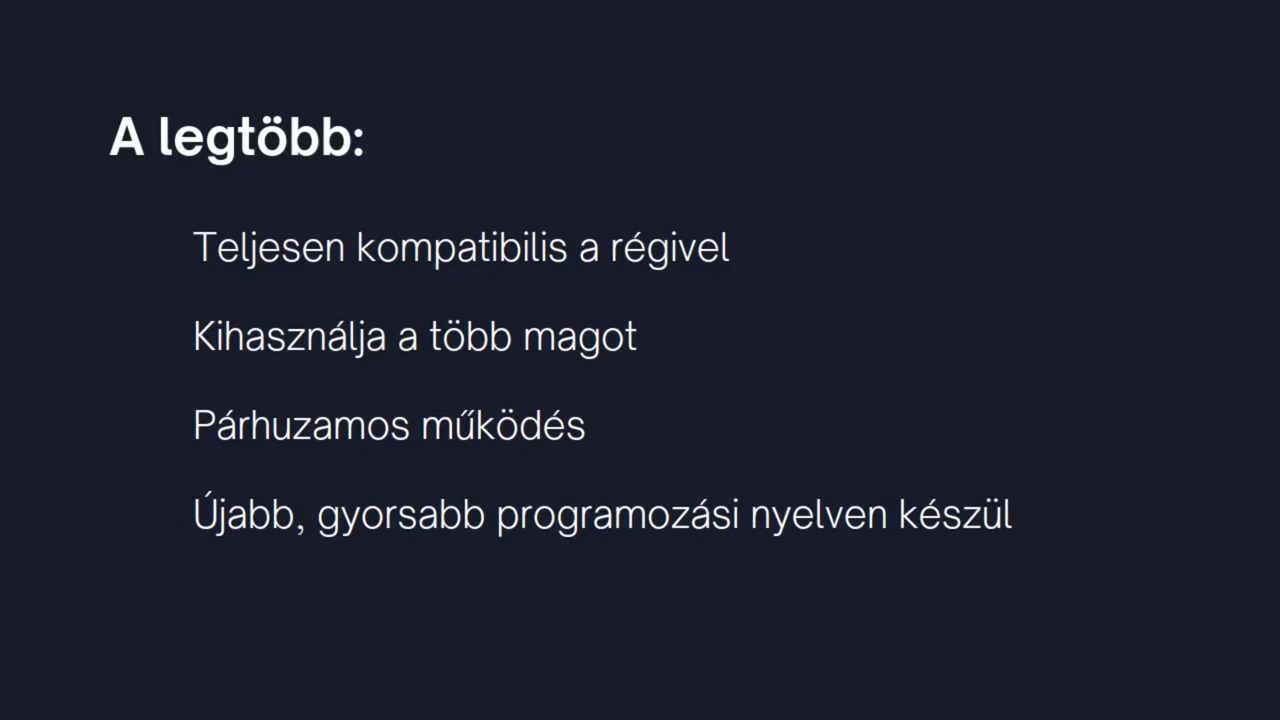 A legtöbb:
Teljesen kompatibilis a régivel
Kihasználja a több magot
Párhuzamos működés
Újabb, gyorsabb programozási nyelven készül